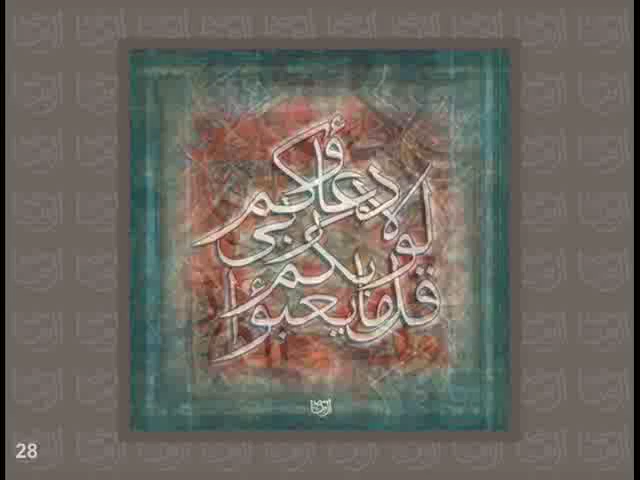 قل ما يعبؤا
بكم ربي
لولا دعاؤكم
28